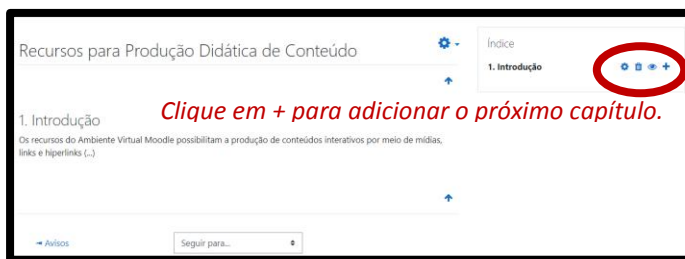 Recursos para Produção Didática de Conteúdo
Índice
1. Introdução
1. Introdução
Clique em + para adicionar o próximo capítulo.
Os recursos do Ambiente Virtual Moodle possibilitam a produção de conteúdos interativos por meio de mídias,
links e hiperlinks (...)
Avisos
Seguir para...